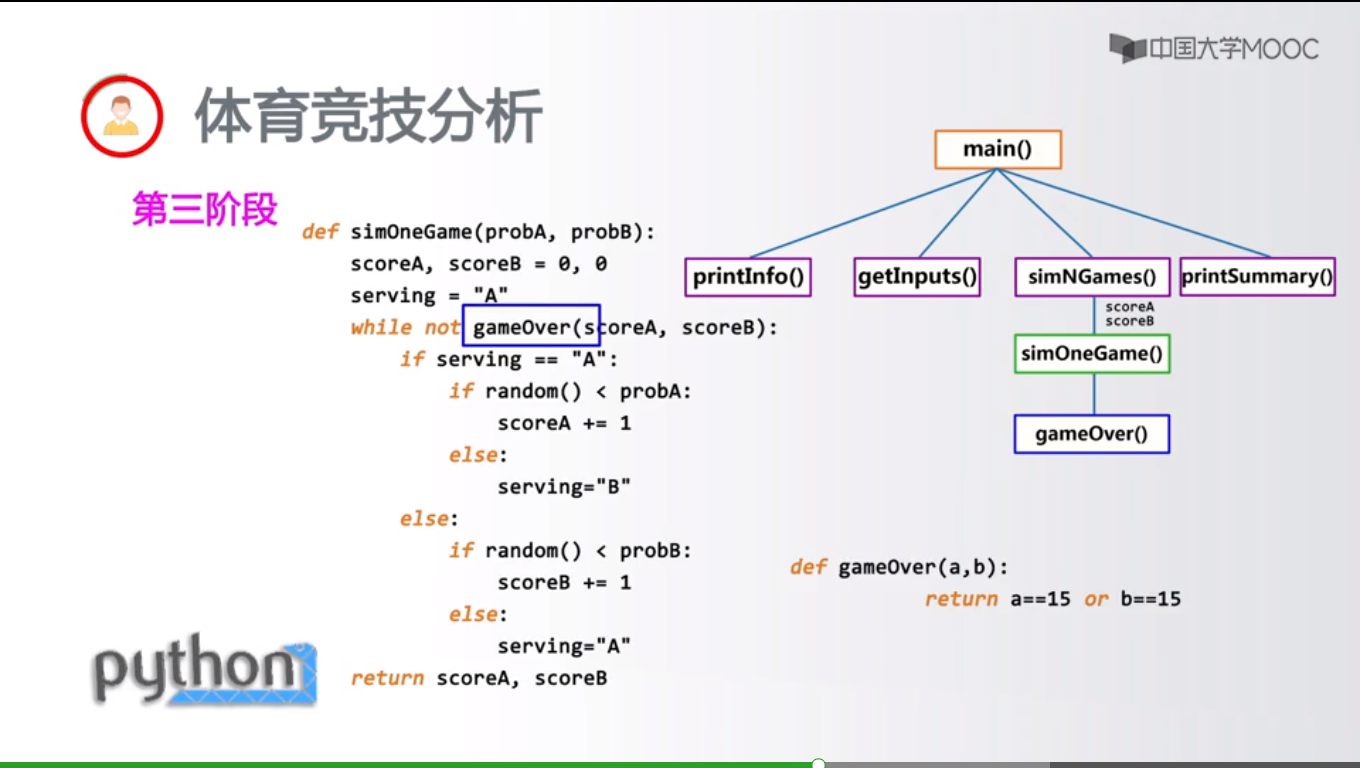 中国大学MOOC
体育竞技分析
第三阶段
def simOneGame(probA, probB):
scoreA, scoreB = 0, 0
serving = "A"
while not gameOver(scoreA, scoreB):
if serving == "A":
if random() < probA:
scoreA += 1
else:
serving="B"
else:
if random() < probB:
scoreB += 1
else:
serving="A"
return scoreA, scoreB
main()
printInfo()
getInputs()
simNGames()
printSummary()
scoreA
scoreB
simOneGame()
gameOver()
def gameOver(a,b):
return a==15 or b==15
python